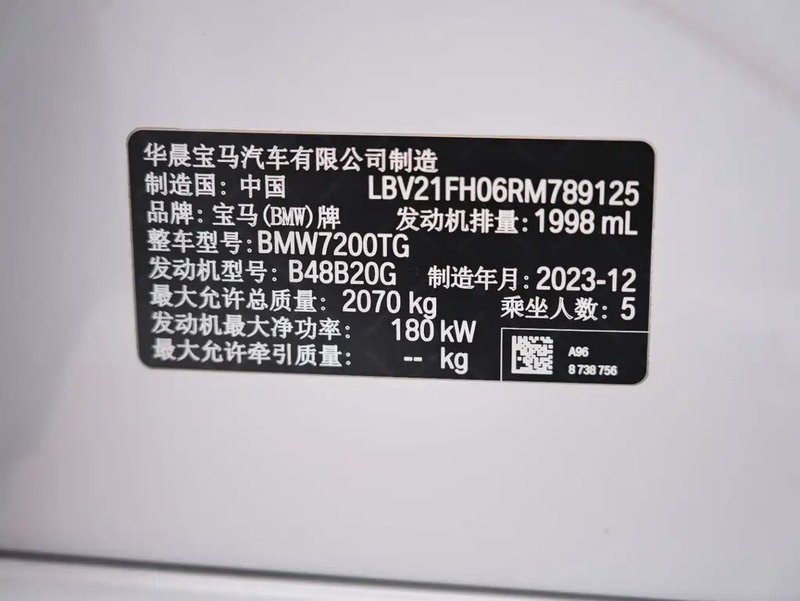 华晨宝马汽车有限公司制造
制造国: 中国 LBV21FH06RM789125
品牌: 宝马(BMW)牌 发动机排量: 1998 mL
整车型号: BMW7200TG
发动机型号: B48B20G 制造年月: 2023-12
最大允许总质量: 2070 kg 乘坐人数: 5
发动机最大净功率: 180 kW
最大允许牵引质量: -- kg
A96
8 738 756